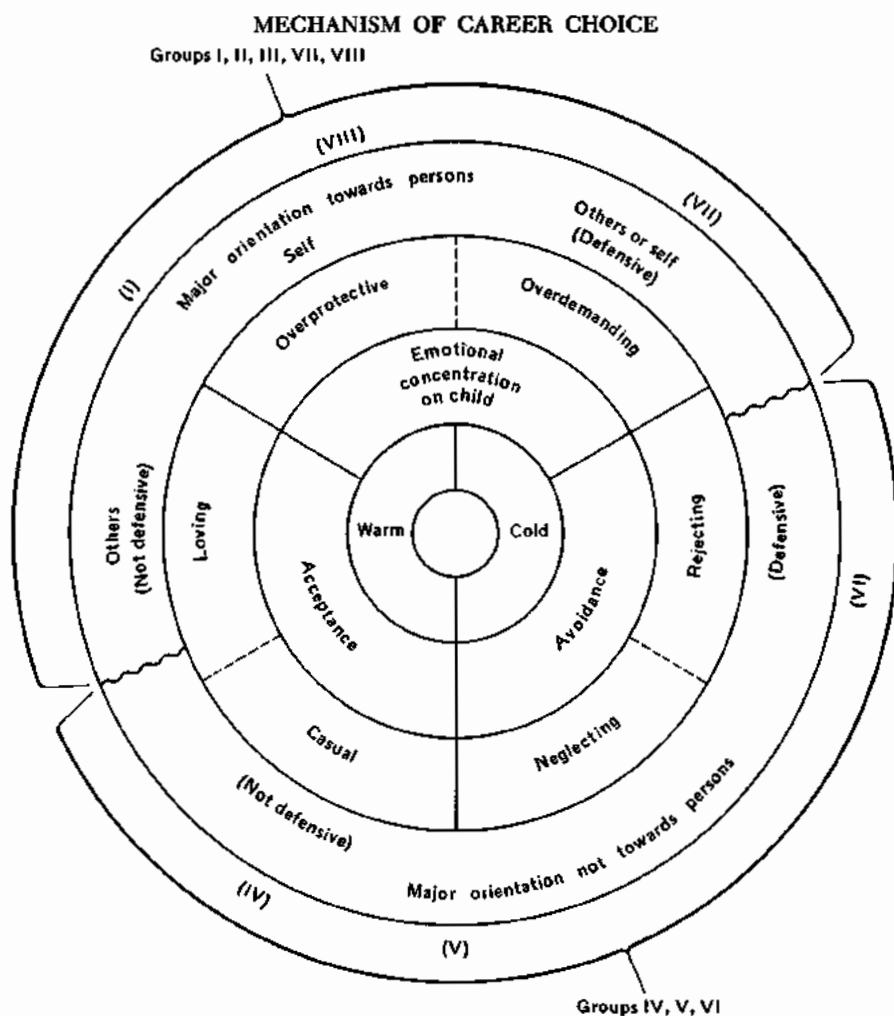 MECHANISM OF CAREER CHOICE
Groups I, II, III, VII, VIII
(VIII)
(VII)
(I)
Major orientation towards persons
Self
Others or self
(Defensive)
Overprotective
Overdemanding
Emotional
concentration
on child
Others
(Not defensive)
Loving
Warm
Cold
Rejecting
(Defensive)
(VI)
Acceptance
Avoidance
Casual
Neglecting
(Not defensive)
Major orientation not towards persons
(IV)
(V)
Groups IV, V, VI